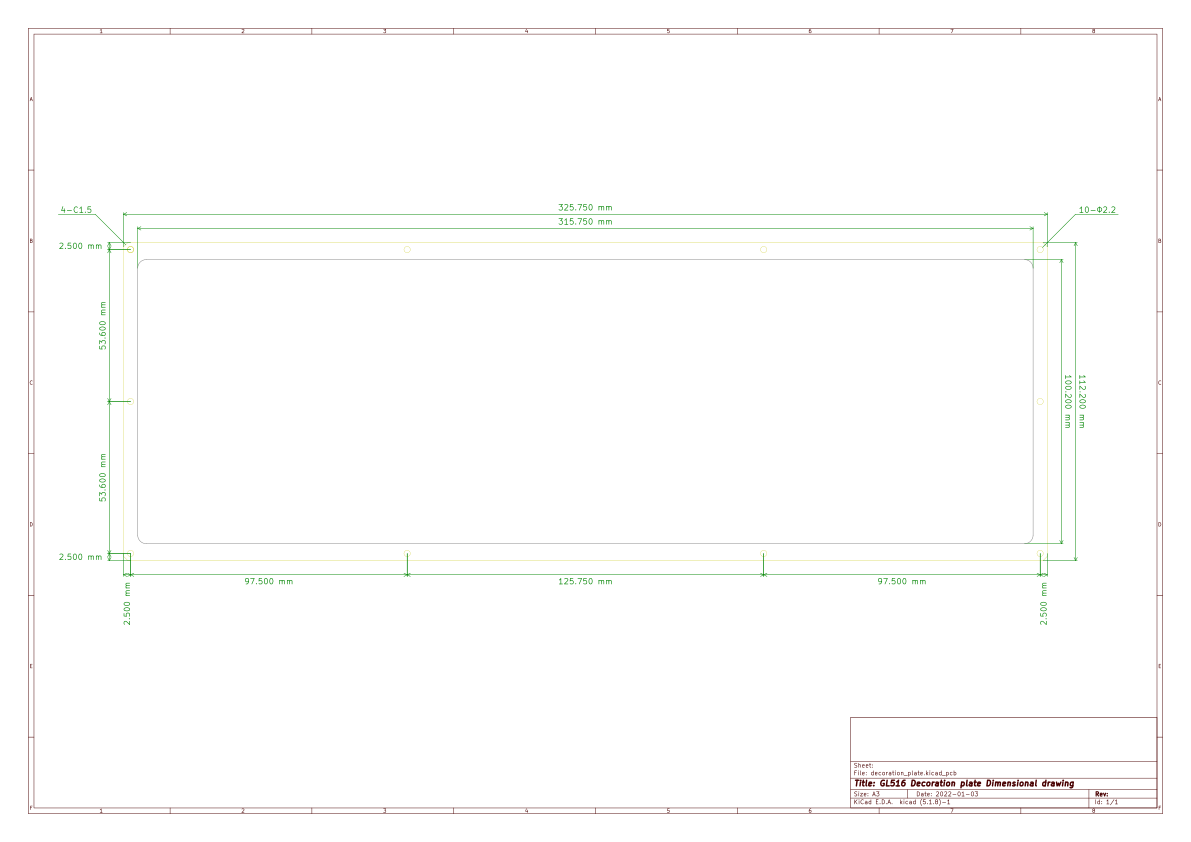 1 2 3 4 5 6 7 8
A A
4-C1.5 325.750 mm 10-Φ2.2
315.750 mm
B B
2.500 mm
53.600 mm
C C
100.200 mm
112.200 mm
53.600 mm
D D
2.500 mm
97.500 mm 125.750 mm 97.500 mm
2.500 mm 2.500 mm
E E
Sheet:
File: decoration_plate.kicad_pcb
Title: GL516 Decoration plate Dimensional drawing
Size: A3 Date: 2022-01-03 Rev:
KiCad E.D.A. kicad (5.1.8)-1 Id: 1/1
F F
1 2 3 4 5 6 7 8